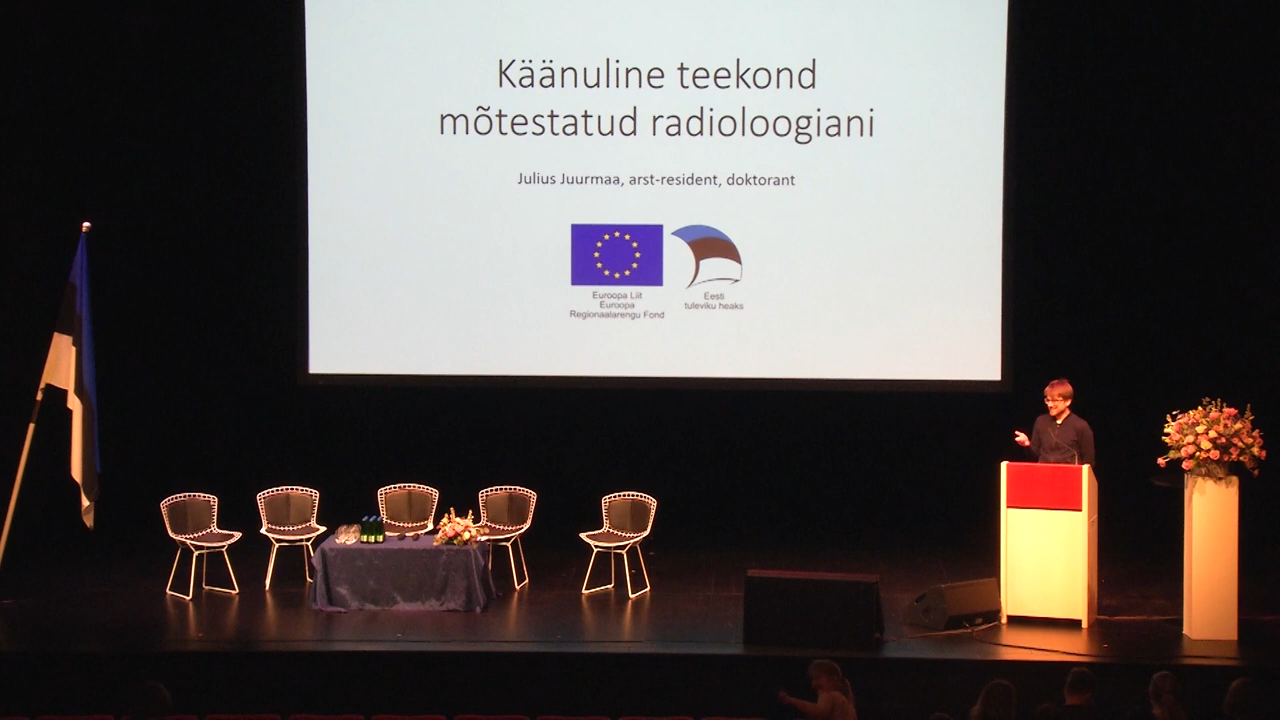 Käänuline teekond
mõtestatud radioloogiani
Julius Juurmaa, arst-resident, doktorant
Euroopa Liit
Euroopa
Regionaalarengu Fond
Eesti
tuleviku heaks